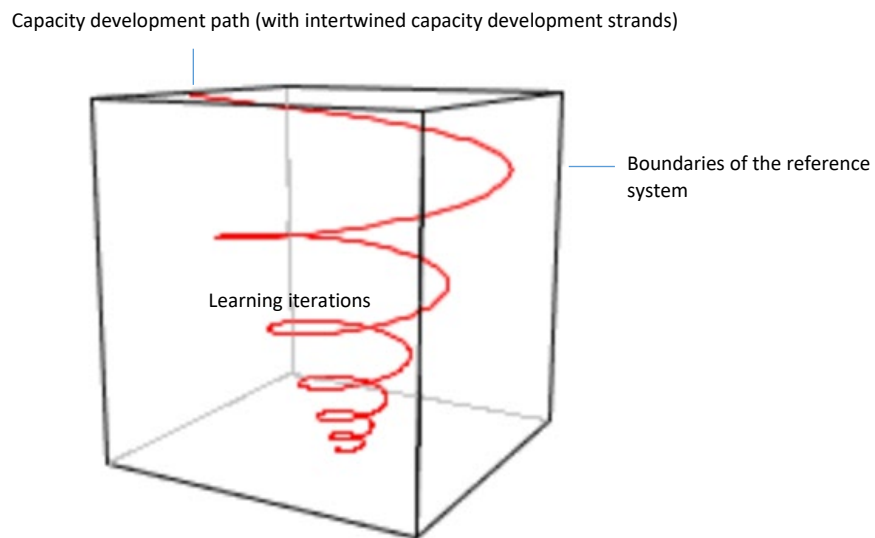 Capacity development path (with intertwined capacity development strands)
Boundaries of the reference
system
Learning iterations